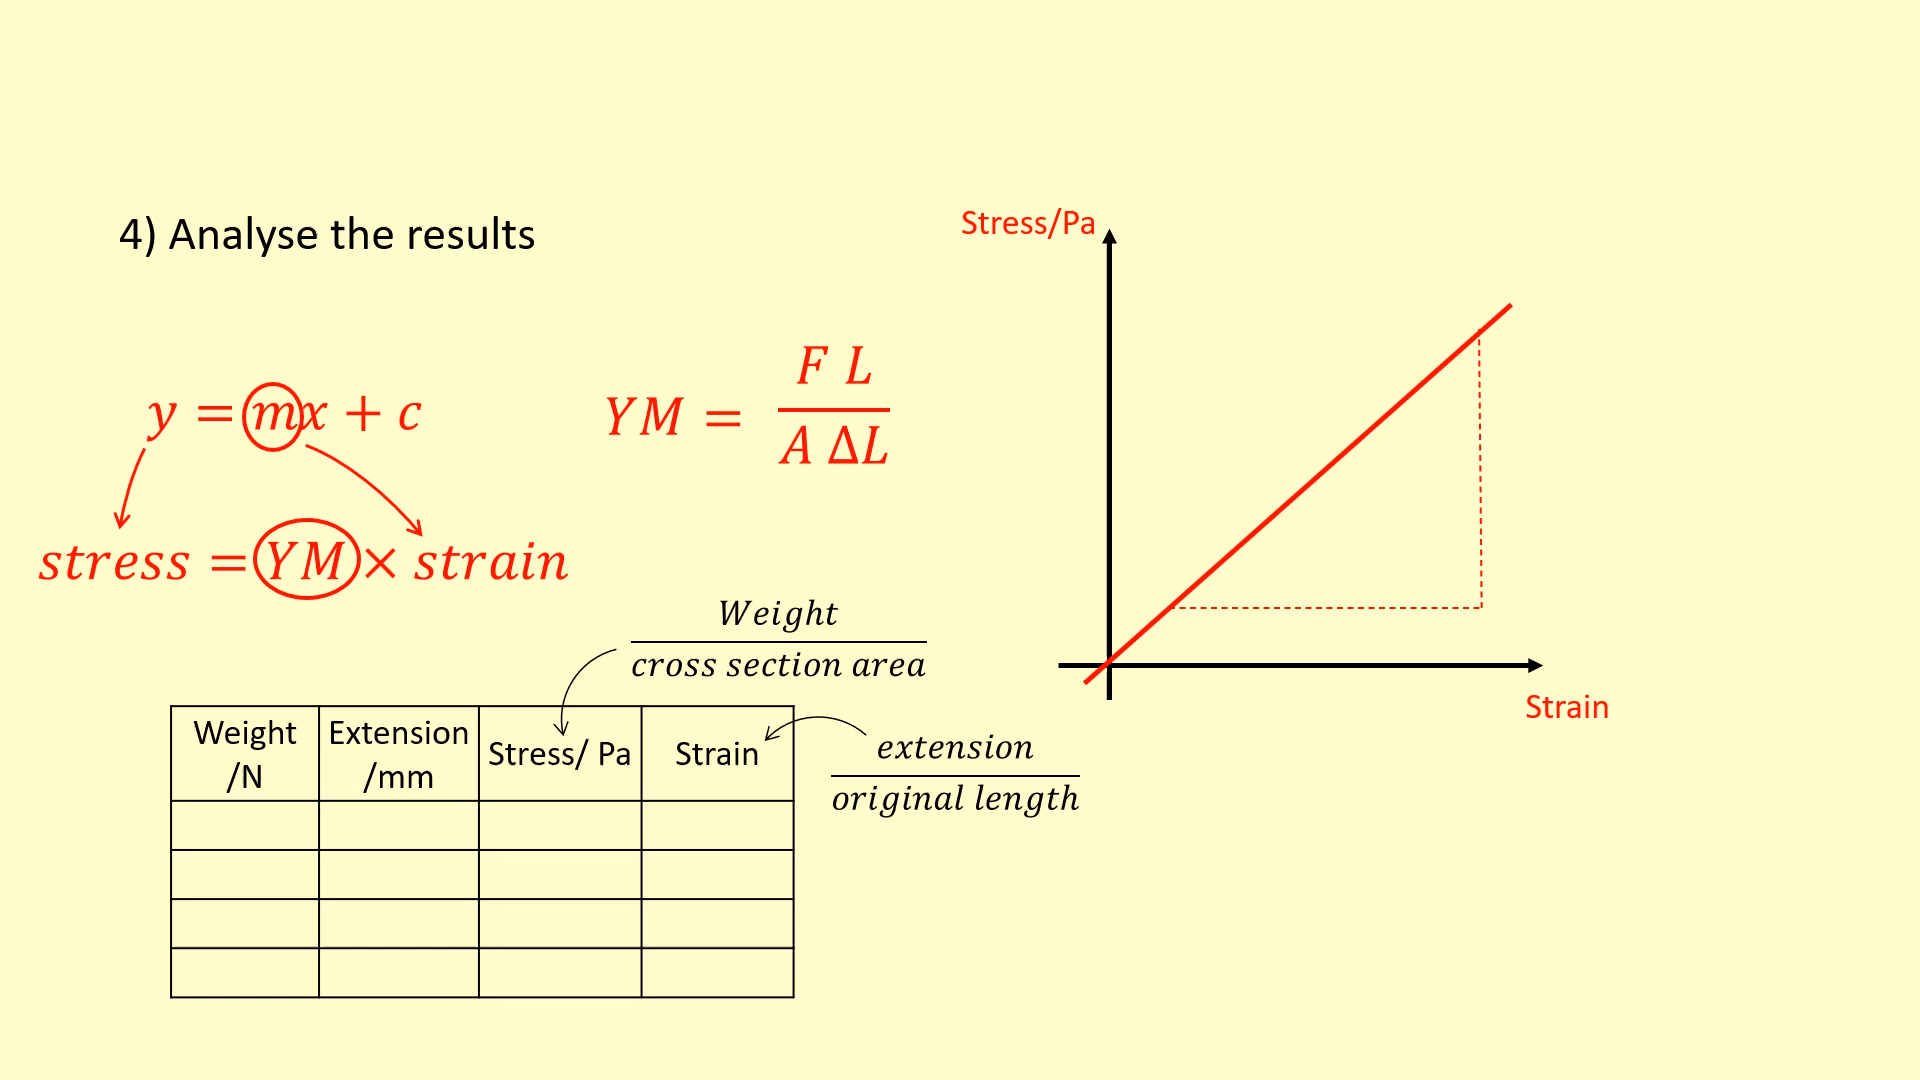 4) Analyse the results
y = mx + c
stress = YM × strain
YM = F L / A ΔL
Stress/Pa
Strain
Weight
cross section area
Weight /N
Extension /mm
Stress/ Pa
Strain
extension
original length